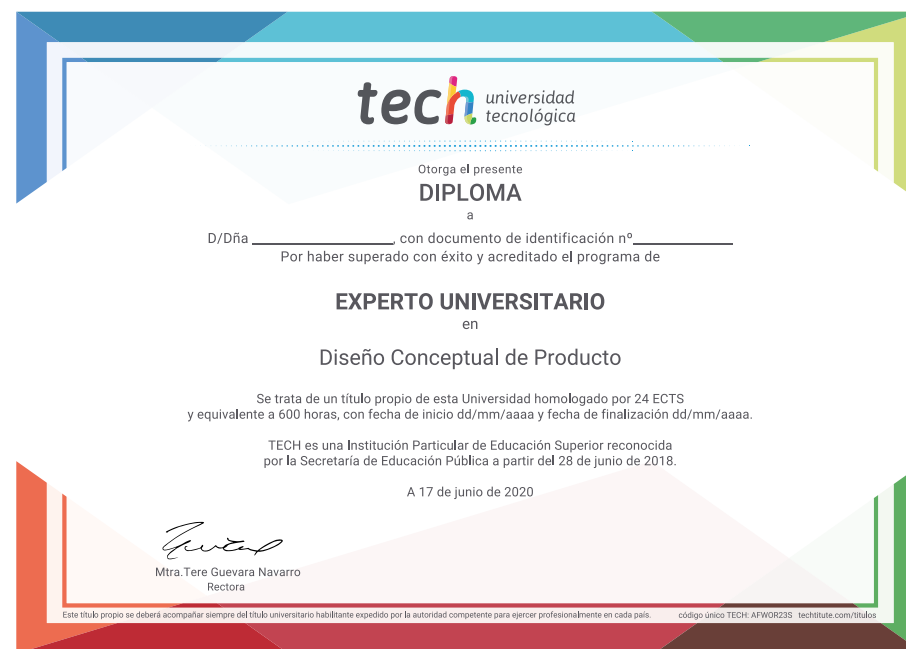 tech universidad
tecnológica
Otorga el presente
DIPLOMA
a
D/Dña ____________________, con documento de identificación nº______________
Por haber superado con éxito y acreditado el programa de
EXPERTO UNIVERSITARIO
en
Diseño Conceptual de Producto
Se trata de un título propio de esta Universidad homologado por 24 ECTS
y equivalente a 600 horas, con fecha de inicio dd/mm/aaaa y fecha de finalización dd/mm/aaaa.
TECH es una Institución Particular de Educación Superior reconocida
por la Secretaría de Educación Pública a partir del 28 de junio de 2018.
A 17 de junio de 2020
Mtra.Tere Guevara Navarro
Rectora
Este título propio se deberá acompañar siempre del título universitario habilitante expedido por la autoridad competente para ejercer profesionalmente en cada país. código único TECH: AFWOR23S techtitute.com/titulos